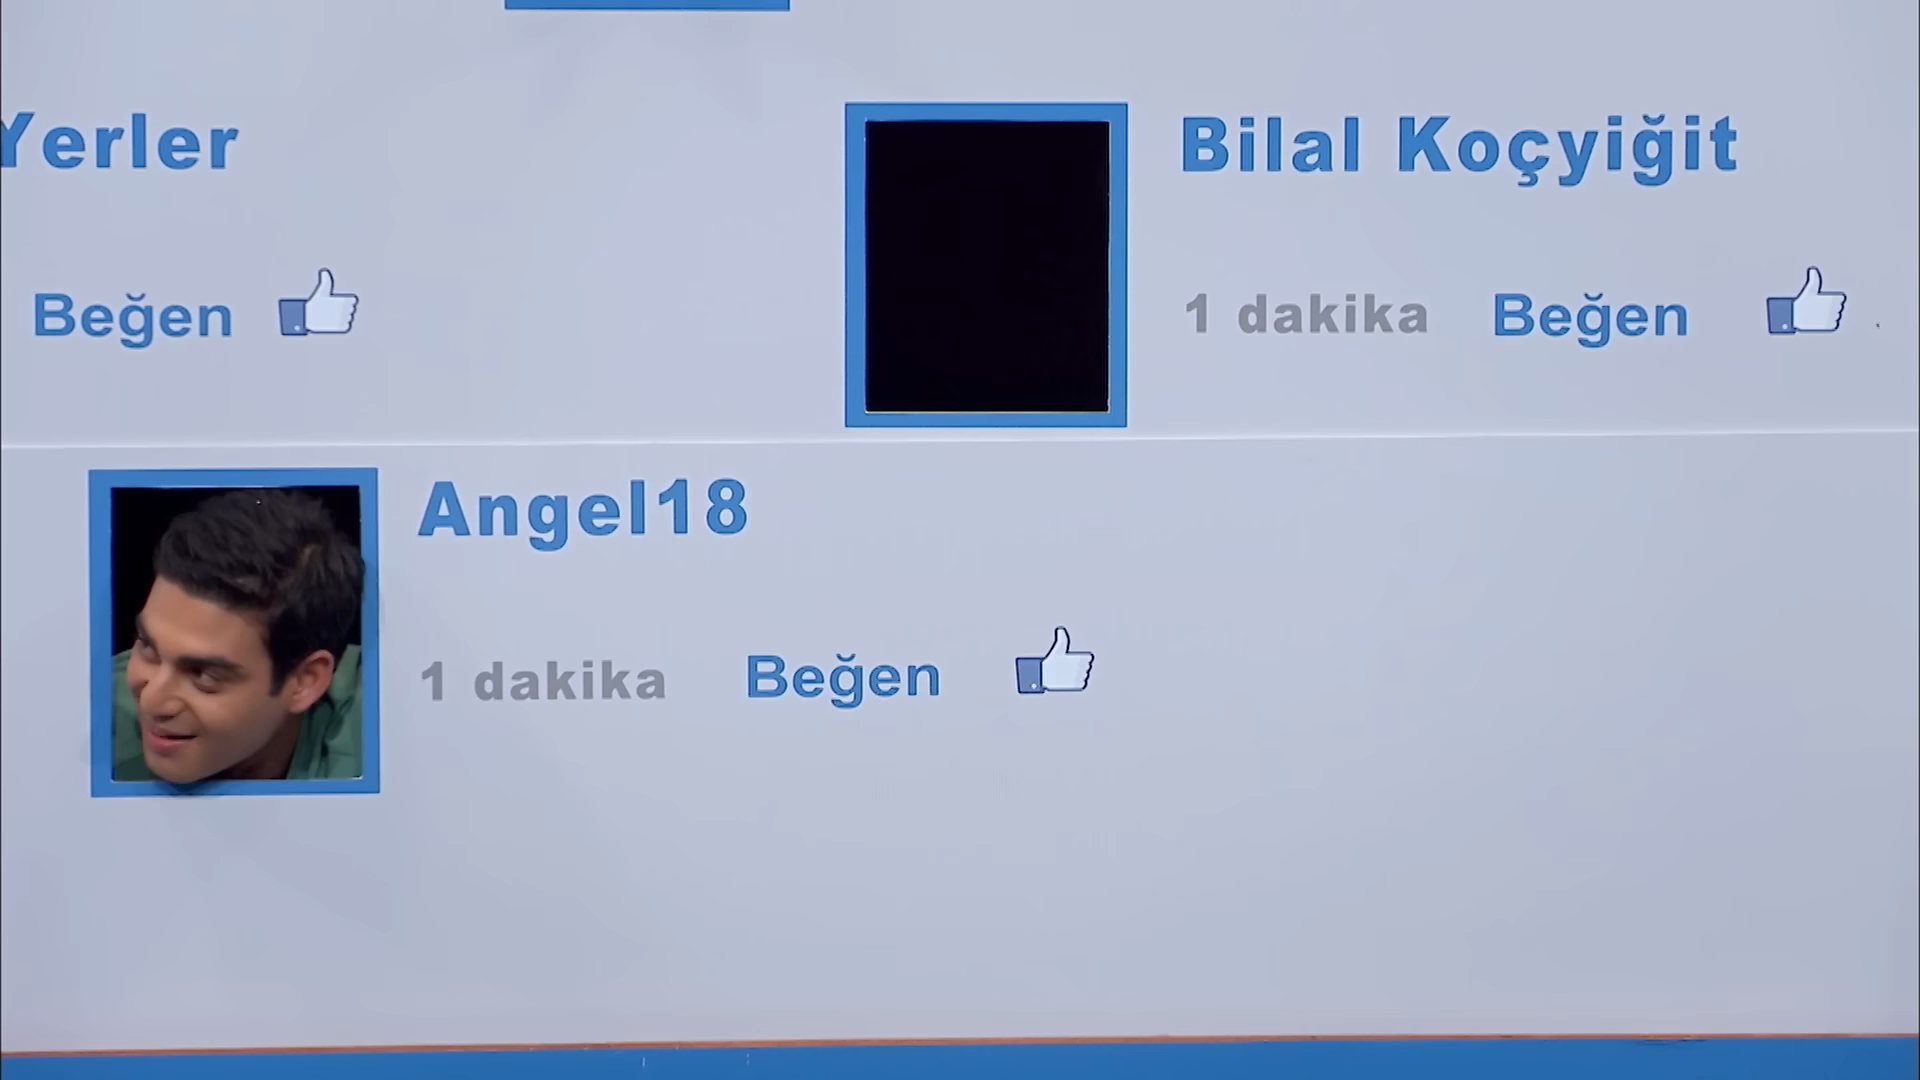 Yerler
Beğen
Bilal Koçyiğit
1 dakika Beğen
Angel18
1 dakika Beğen